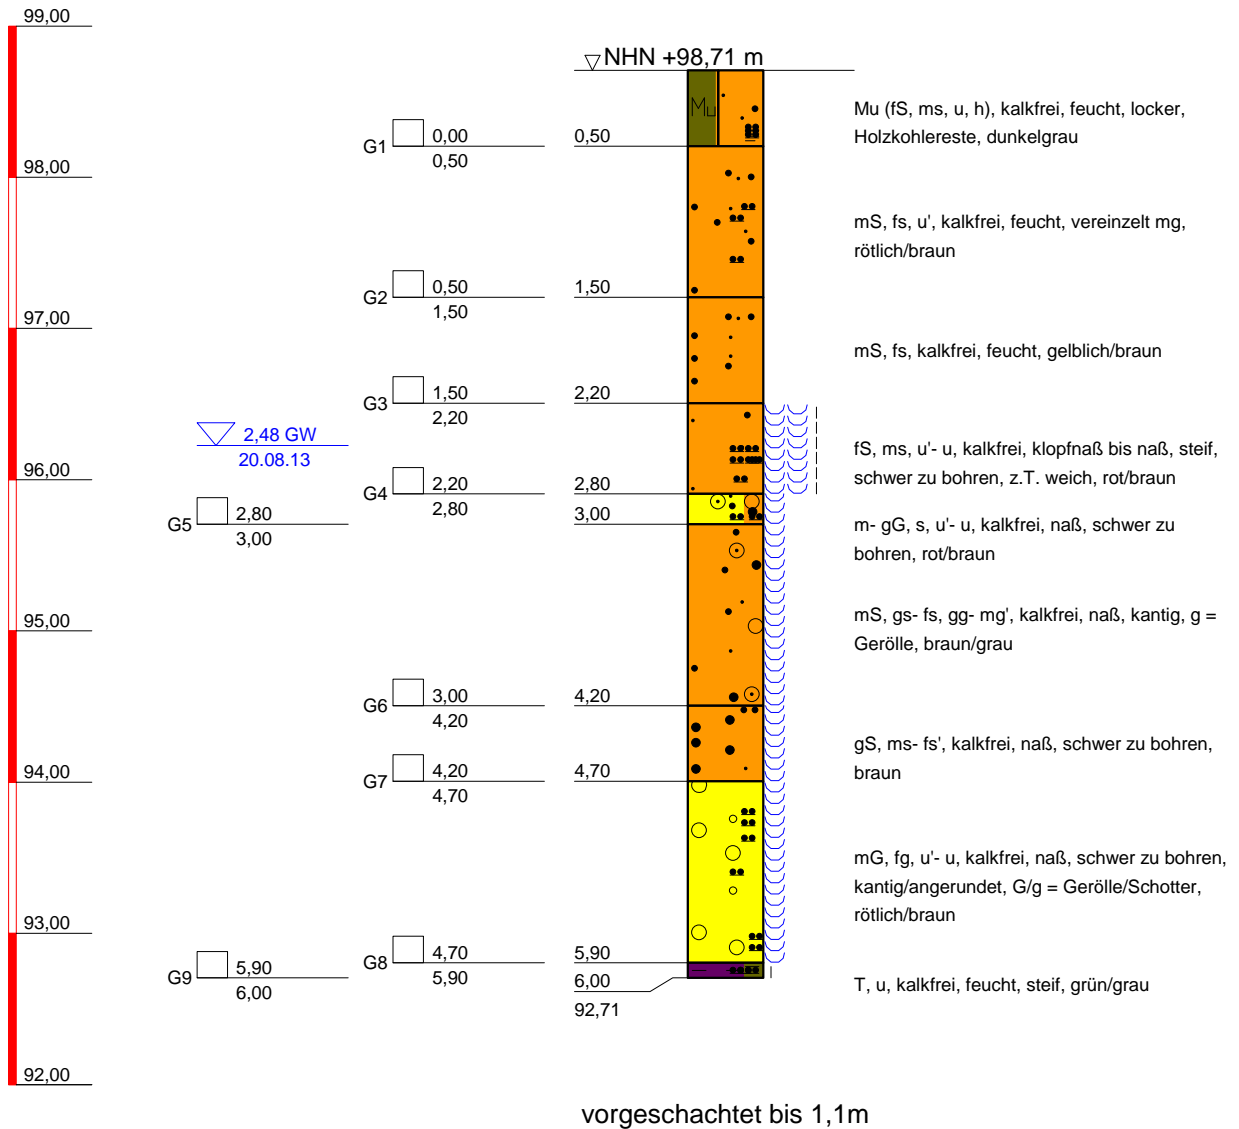 99,00
NHN +98,71 m
Mu
Mu (fS, ms, u, h), kalkfrei, feucht, locker,
Holzkohlereste, dunkelgrau
G1
0,00
0,50
0,50
98,00
mS, fs, u', kalkfrei, feucht, vereinzelt mg,
rötlich/braun
G2
0,50
1,50
1,50
97,00
mS, fs, kalkfrei, feucht, gelblich/braun
G3
1,50
2,20
2,20
2,48 GW
20.08.13
fS, ms, u'- u, kalkfrei, klopfnaß bis naß, steif,
schwer zu bohren, z.T. weich, rot/braun
96,00
G4
2,20
2,80
2,80
G5
2,80
3,00
3,00
m- gG, s, u'- u, kalkfrei, naß, schwer zu
bohren, rot/braun
95,00
mS, gs- fs, gg- mg', kalkfrei, naß, kantig, g =
Gerölle, braun/grau
G6
3,00
4,20
4,20
gS, ms- fs', kalkfrei, naß, schwer zu bohren,
braun
94,00
G7
4,20
4,70
4,70
mG, fg, u'- u, kalkfrei, naß, schwer zu bohren,
kantig/angerundet, G/g = Gerölle/Schotter,
rötlich/braun
93,00
G8
4,70
5,90
5,90
G9
5,90
6,00
6,00
92,71
T, u, kalkfrei, feucht, steif, grün/grau
92,00
vorgeschachtet bis 1,1m